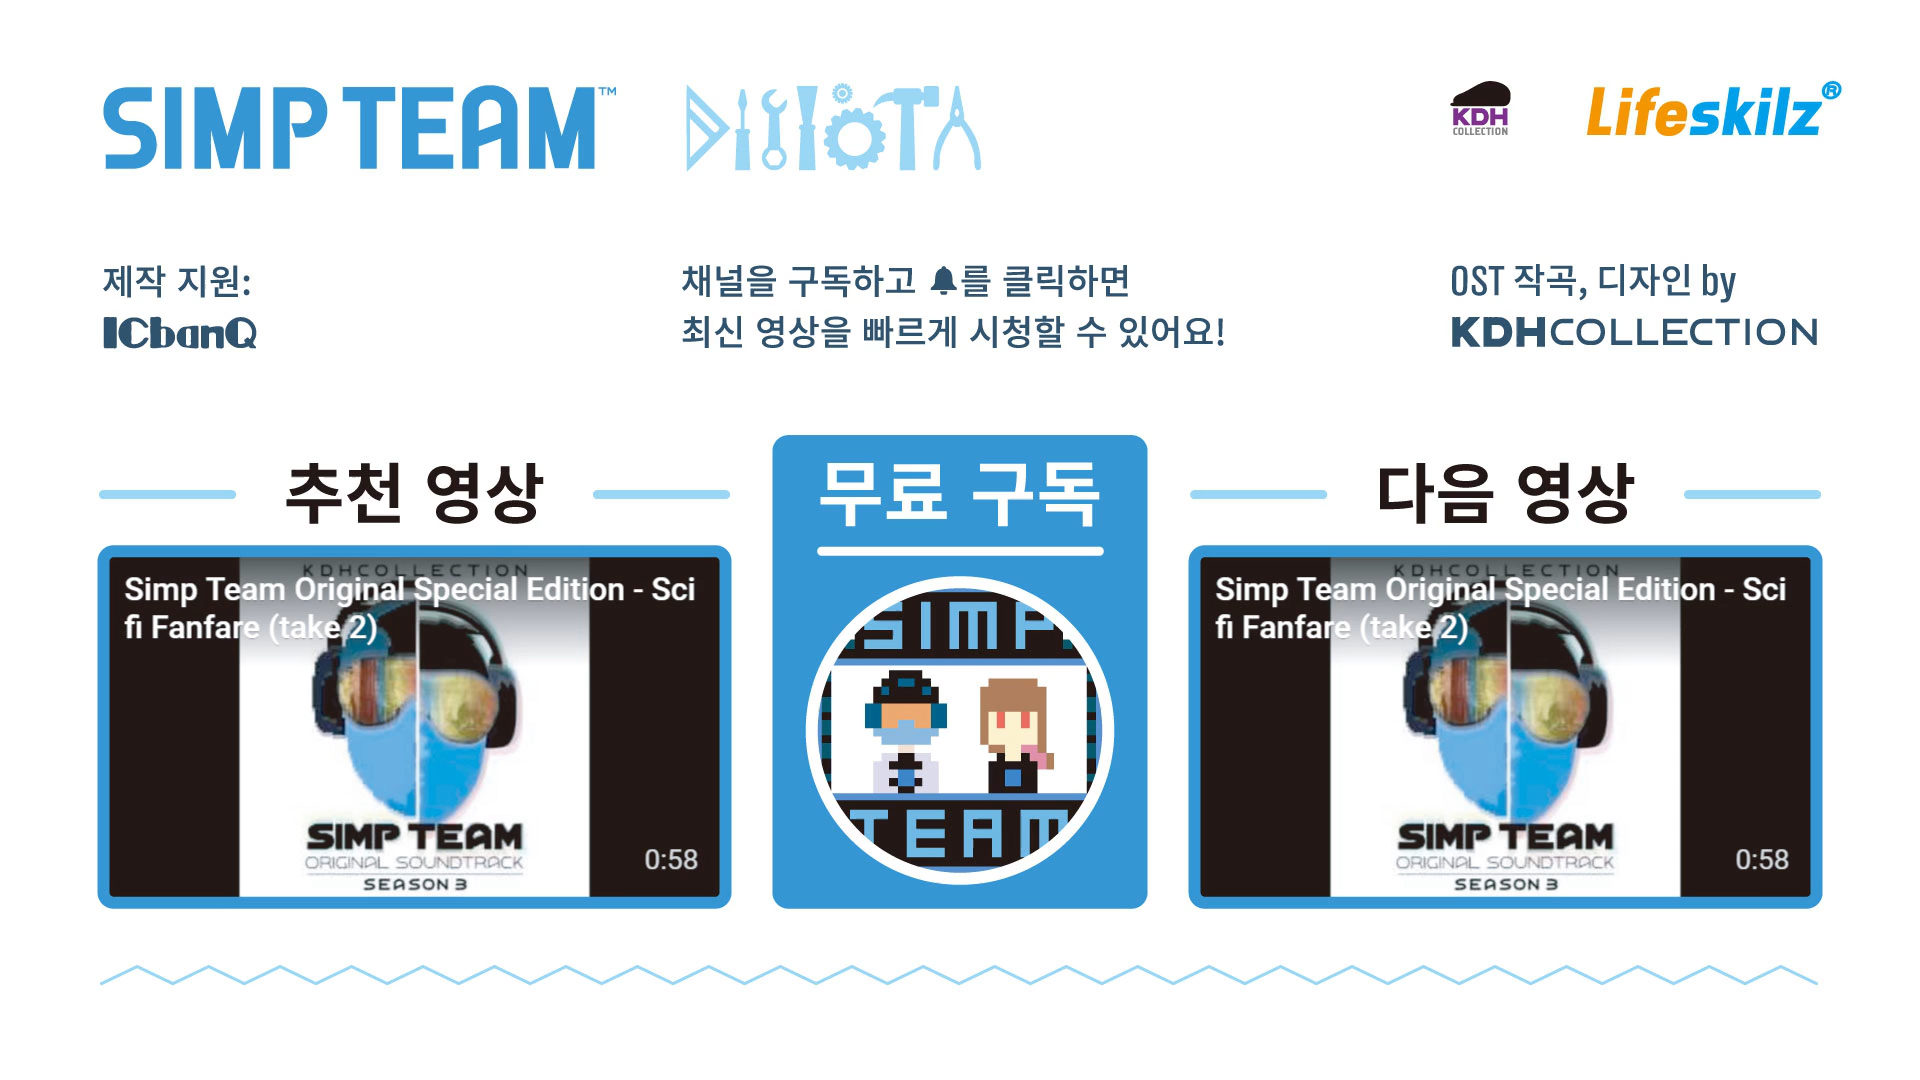 SIMP TEAM™
KDH
COLLECTION
Lifeskilz®
제작 지원:
ICbanQ
채널을 구독하고 🔔를 클릭하면
최신 영상을 빠르게 시청할 수 있어요!
OST 작곡, 디자인 by
KDHCOLLECTION
추천 영상
KDHCOLLECTION
Simp Team Original Special Edition - Sci
fi Fanfare (take 2)
SIMP TEAM
ORIGINAL SOUNDTRACK
SEASON 3
0:58
무료 구독
SIMP
TEAM
다음 영상
KDHCOLLECTION
Simp Team Original Special Edition - Sci
fi Fanfare (take 2)
SIMP TEAM
ORIGINAL SOUNDTRACK
SEASON 3
0:58